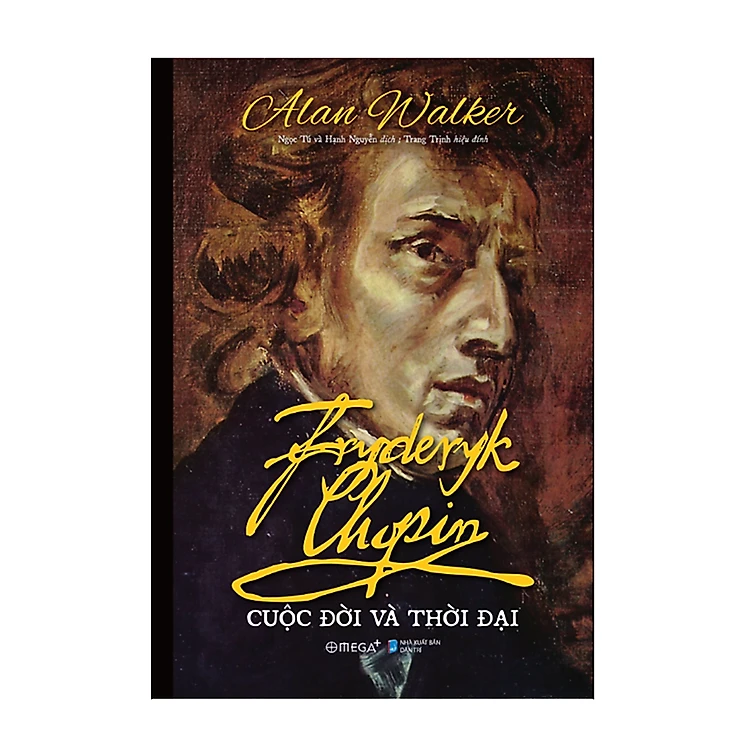 Alan Walker
Ngọc Tú và Hạnh Nguyễn dịch ; Trang Trịnh hiệu đính
Fryderyk
Chopin
CUỘC ĐỜI VÀ THỜI ĐẠI
OMEGA+ NHÀ XUẤT BẢN
DÂN TRÍ